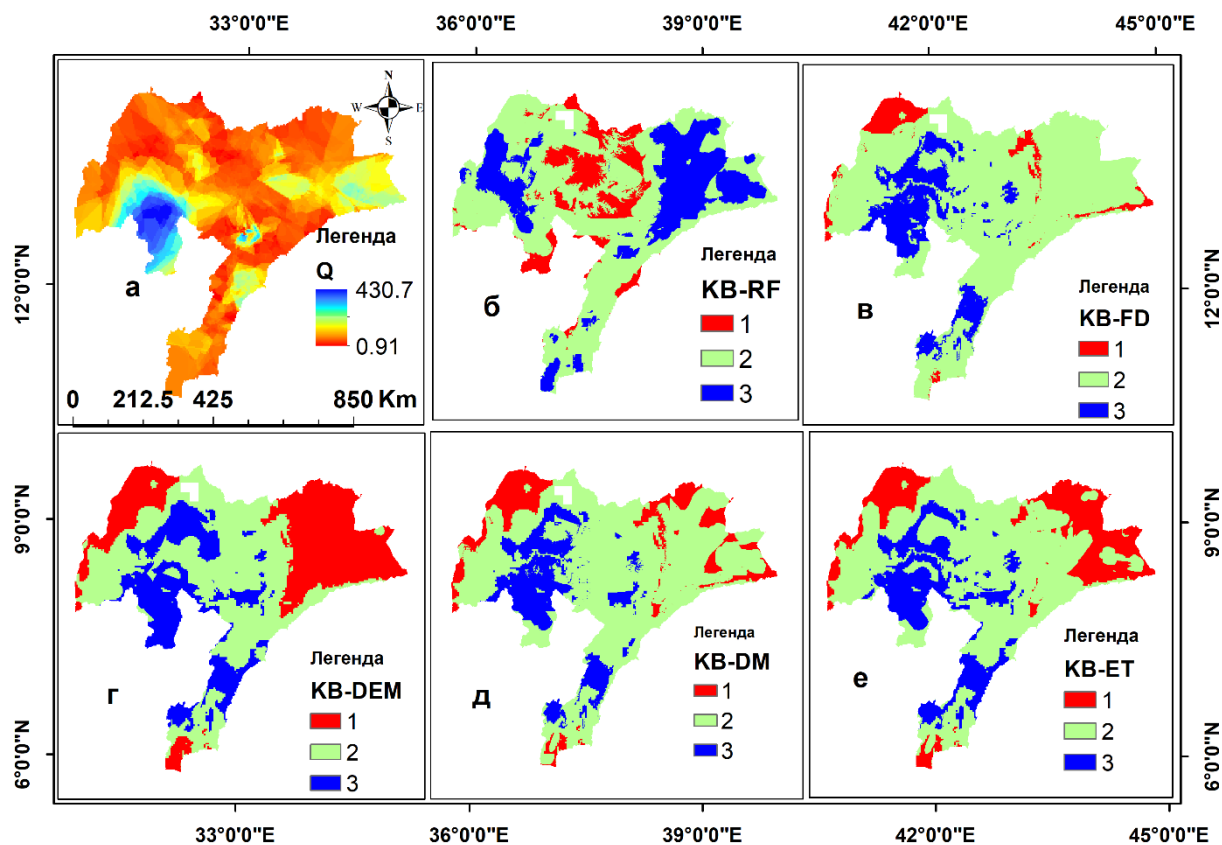 33°0'0"E
36°0'0"E
39°0'0"E
42°0'0"E
45°0'0"E
12°0'0"N
9°0'0"N
6°0'0"N
N
W
E
S
Легенда
Q
430.7
0.91
а
0
212.5
425
850 Km
Легенда
KB-RF
1
2
3
б
Легенда
KB-FD
1
2
3
в
12°0'0"N
9°0'0"N
6°0'0"N
Легенда
KB-DEM
1
2
3
г
Легенда
KB-DM
1
2
3
д
Легенда
KB-ET
1
2
3
е
33°0'0"E
36°0'0"E
39°0'0"E
42°0'0"E
45°0'0"E